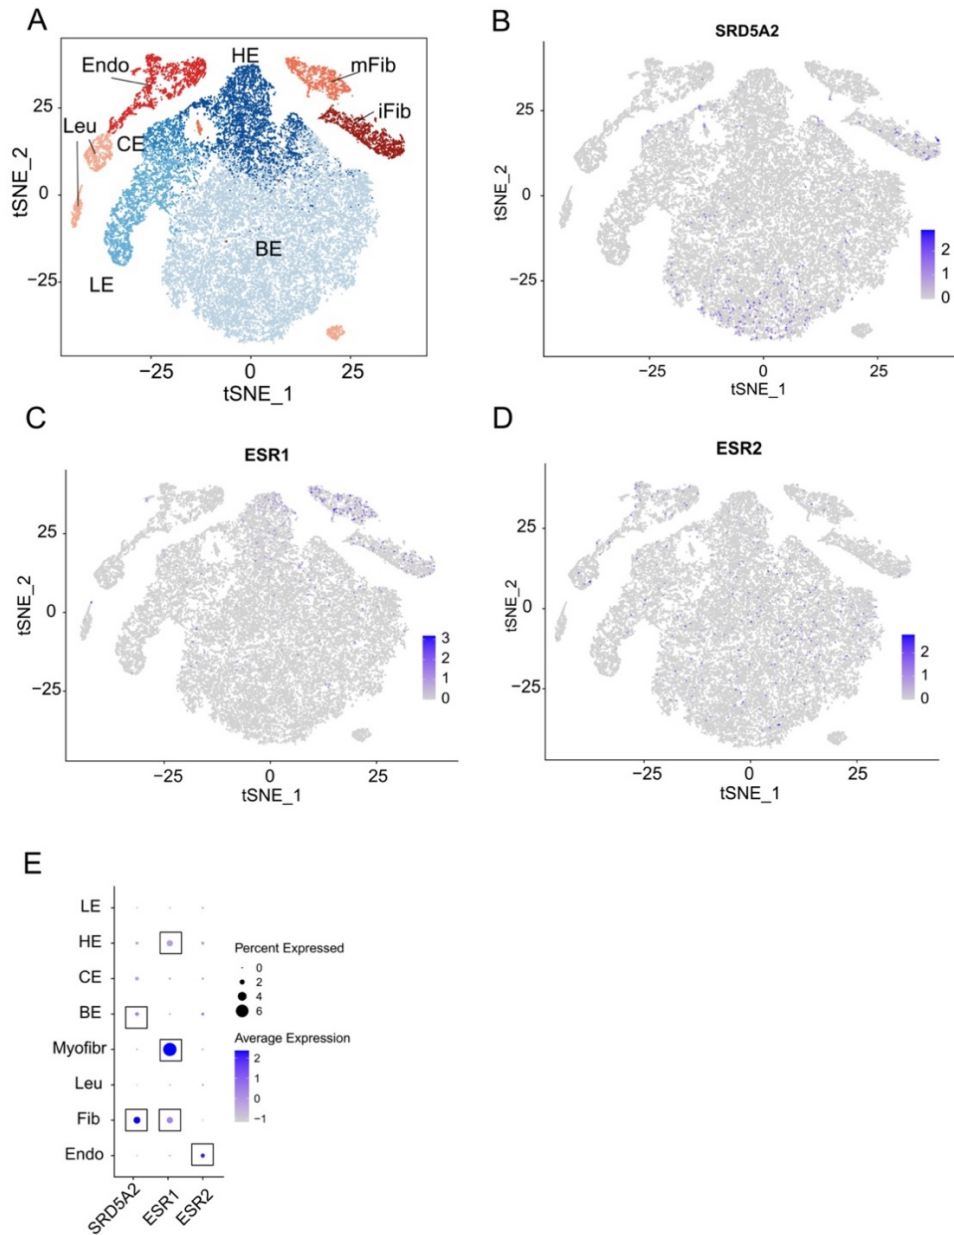 A
Endo
HE
mFib
iFib
Leu
CE
BE
LE
25
0
−25
tSNE_2
−25
0
25
tSNE_1
B
SRD5A2
25
0
−25
tSNE_2
2
1
0
−25
0
25
tSNE_1
C
ESR1
25
0
−25
tSNE_2
3
2
1
0
−25
0
25
tSNE_1
D
ESR2
25
0
−25
tSNE_2
2
1
0
−25
0
25
tSNE_1
E
LE
HE
CE
BE
Myofibr
Leu
Fib
Endo
SRD5A2
ESR1
ESR2
Percent Expressed
0
2
4
6
Average Expression
2
1
0
−1